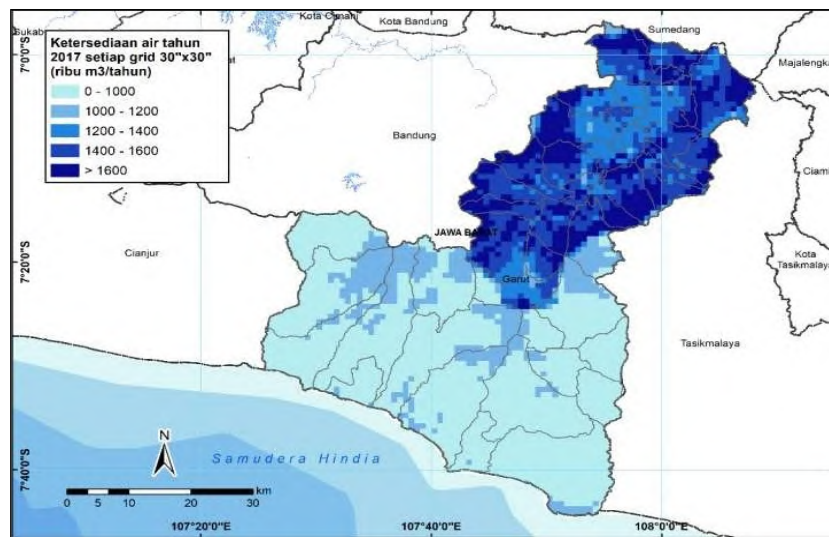 Kota Cimahi
Kota Bandung
Sumedang
Sukab
Majalengka
7°0'0"S
Ketersediaan air tahun
2017 setiap grid 30"x30"
(ribu m3/tahun)
0 - 1000
1000 - 1200
1200 - 1400
1400 - 1600
> 1600
Bandung
Ciami
Cianjur
JAWA BARAT
Kota
Tasikmalaya
7°20'0"S
Garut
Tasikmalaya
N
Samudera Hindia
7°40'0"S
km
0 5 10 20 30
107°20'0"E
107°40'0"E
108°0'0"E